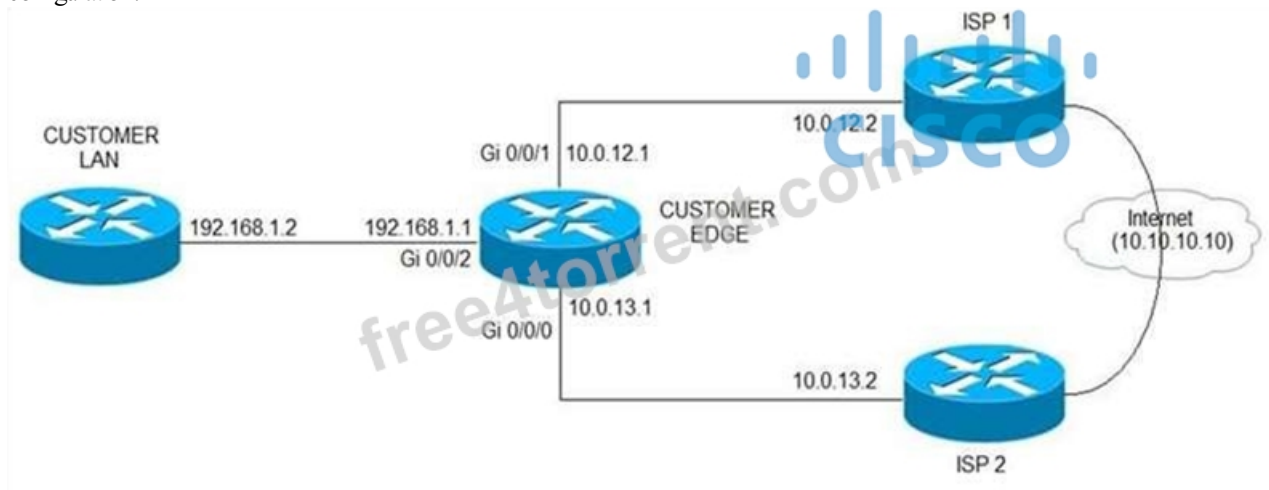 ISP 1
CISCO
10.0.12.2
Gi 0/0/1 10.0.12.1
CUSTOMER
LAN
192.168.1.2
192.168.1.1
Gi 0/0/2
CUSTOMER
EDGE
Internet
(10.10.10.10)
free4torrent.com
10.0.13.1
Gi 0/0/0
10.0.13.2
ISP 2